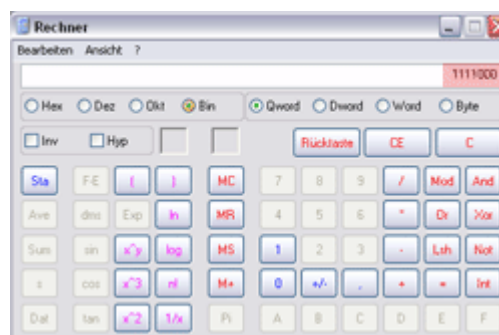 Rechner
Bearbeiten Ansicht ?
1111000
Hex Dez Okt Bin Qword Dword Word Byte
Inv Hyp Rücktaste CE C
Sta F-E ( ) MC 7 8 9 / Mod And
Ave dms Exp ln MR 4 5 6 * Or Xor
Sum sin x^y log MS 1 2 3 - Lsh Not
s cos x^3 n! M+ 0 +/- , + = Int
Dat tan x^2 1/x Pi A B C D E F